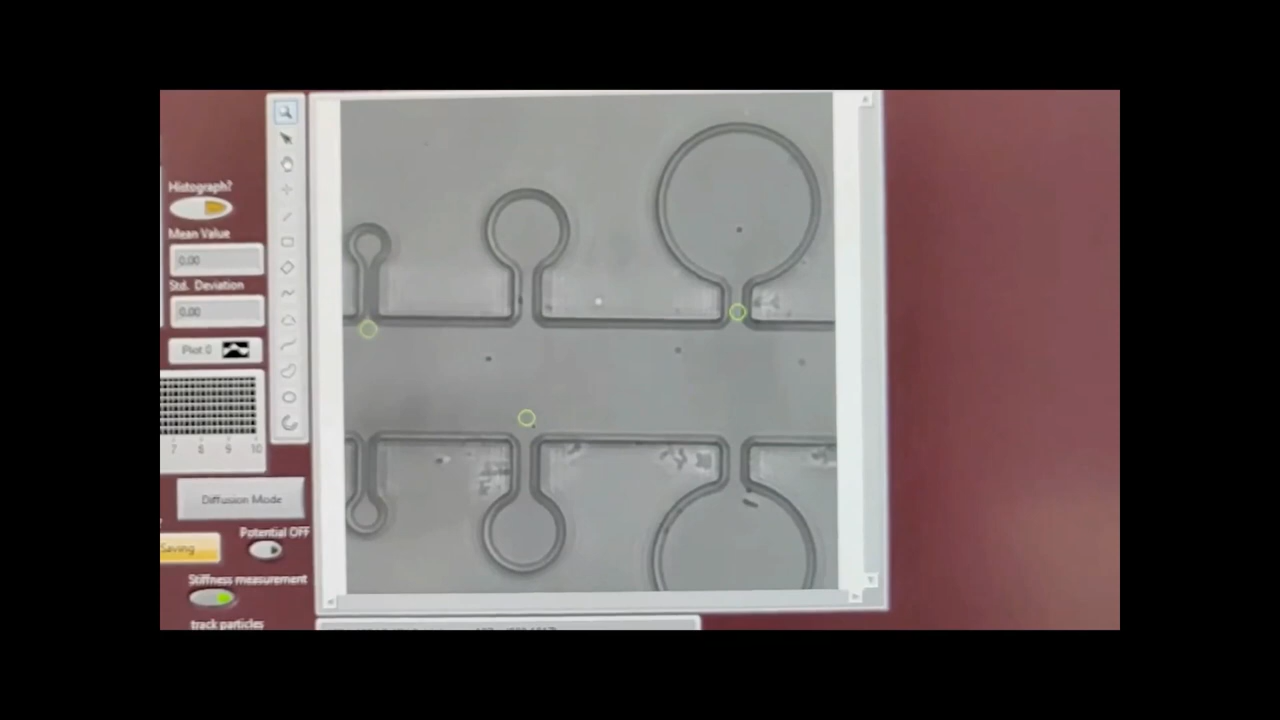 Histograph?
Mean Value
0.00
Std. Deviation
0.00
Plot 0
7 8 9 10
Diffusion Mode
Potential OFF
Saving
Stiffness measurement
track particles